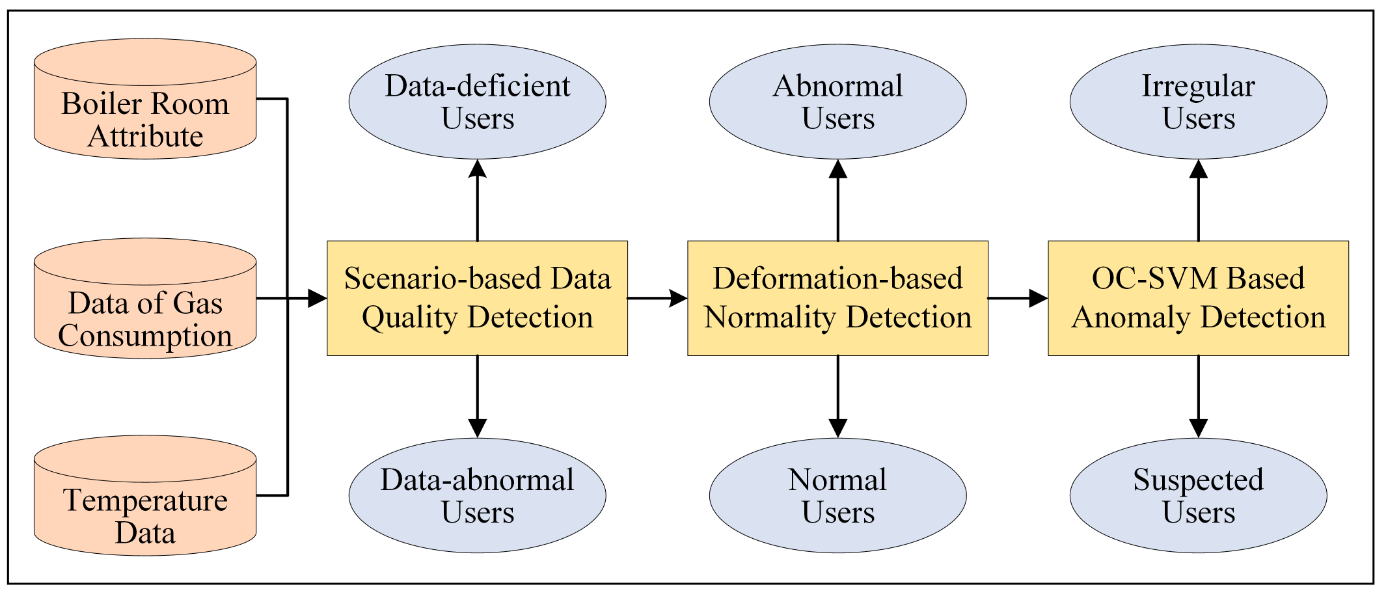 Boiler Room
Attribute
Data of Gas
Consumption
Temperature
Data
Data-deficient
Users
Scenario-based Data
Quality Detection
Data-abnormal
Users
Abnormal
Users
Deformation-based
Normality Detection
Normal
Users
Irregular
Users
OC-SVM Based
Anomaly Detection
Suspected
Users